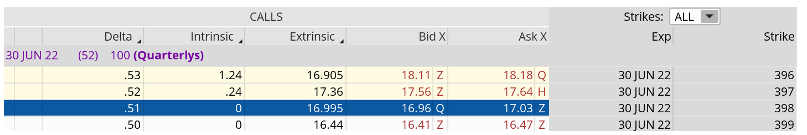 CALLS Strikes: ALL
Delta Intrinsic Extrinsic Bid X Ask X Exp Strike
30 JUN 22 (52) 100 (Quarterlys)
.53 1.24 16.905 18.11 Z 18.18 Q 30 JUN 22 396
.52 .24 17.36 17.56 Z 17.64 H 30 JUN 22 397
.51 0 16.995 16.96 Q 17.03 Z 30 JUN 22 398
.50 0 16.44 16.41 Z 16.47 Z 30 JUN 22 399